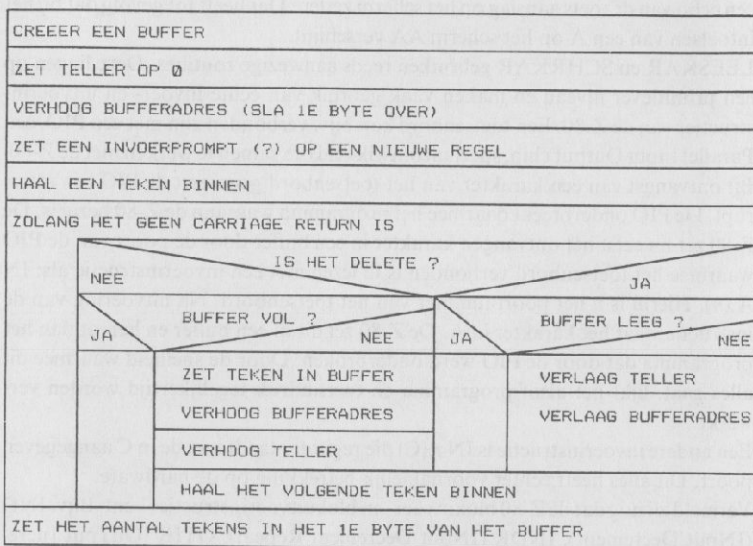 CREEER EEN BUFFER
ZET TELLER OP 0
VERHOOG BUFFERADRES (SLUIT 1E BYTE OVER)
ZET EEN INVOERPROMPT (?) OP EEN NIEUWE REGEL
HAAL EEN TEKEN BINNEN
ZOLANG HET GEEN CARRIAGE RETURN IS
IS HET DELETE ?
NEE JA
BUFFER VOL ? BUFFER LEEG ?
JA NEE JA NEE
ZET TEKEN IN BUFFER VERLAAG TELLER
VERHOOG BUFFERADRES VERLAAG BUFFERADRES
VERHOOG TELLER
HAAL HET VOLGENDE TEKEN BINNEN
ZET HET AANTAL TEKENS IN HET 1E BYTE VAN HET BUFFER